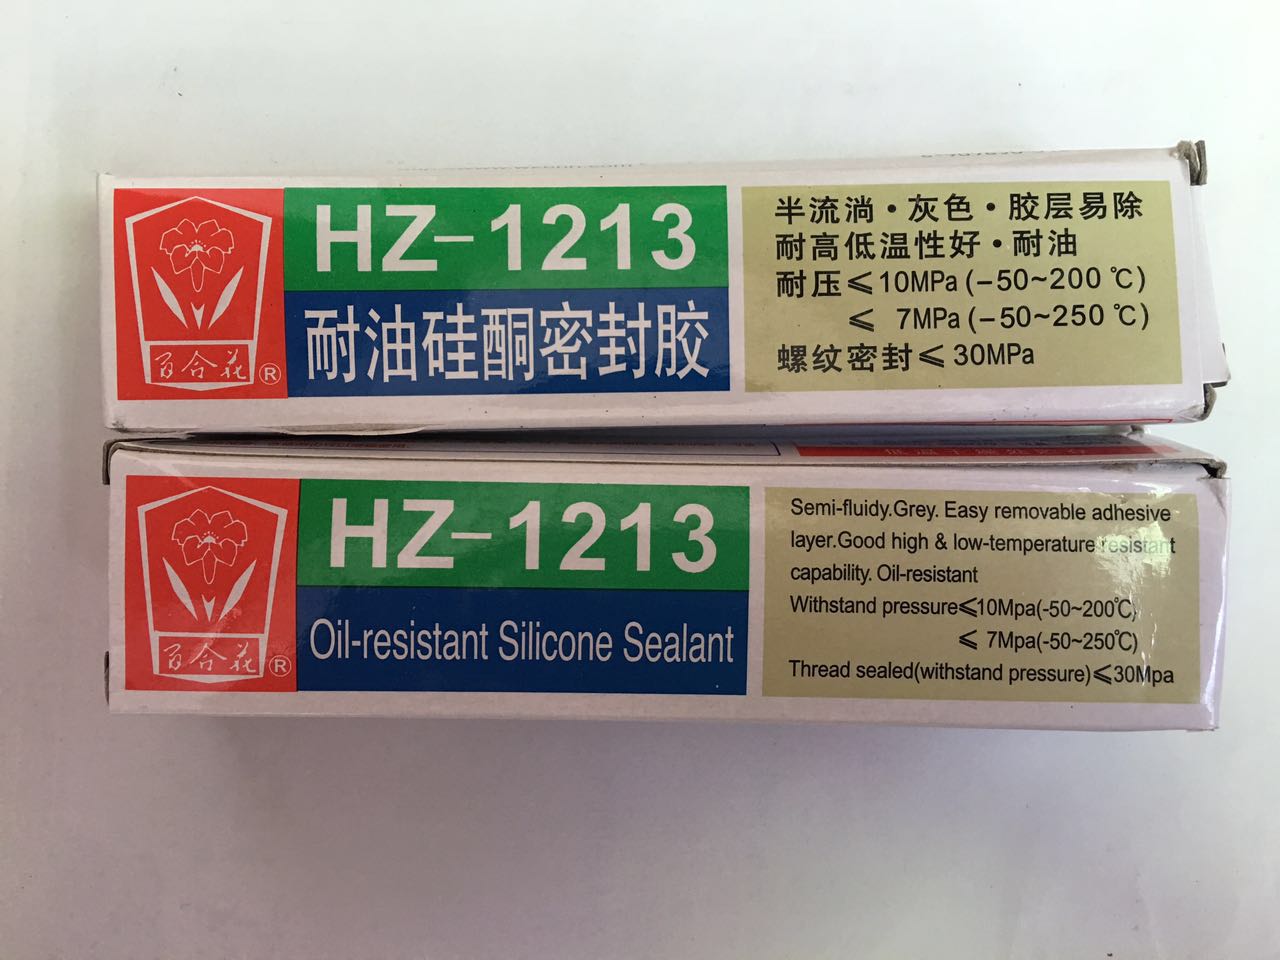 HZ-1213
耐油硅酮密封胶
百合花®
半流淌·灰色·胶层易除
耐高低温性好·耐油
耐压≤10MPa(-50~200℃)
≤ 7MPa(-50~250℃)
螺纹密封≤30MPa
HZ-1213
Oil-resistant Silicone Sealant
百合花®
Semi-fluidy.Grey. Easy removable adhesive
layer.Good high & low-temperature resistant
capability. Oil-resistant
Withstand pressure≤10Mpa(-50~200℃)
≤ 7Mpa(-50~250℃)
Thread sealed(withstand pressure)≤30Mpa